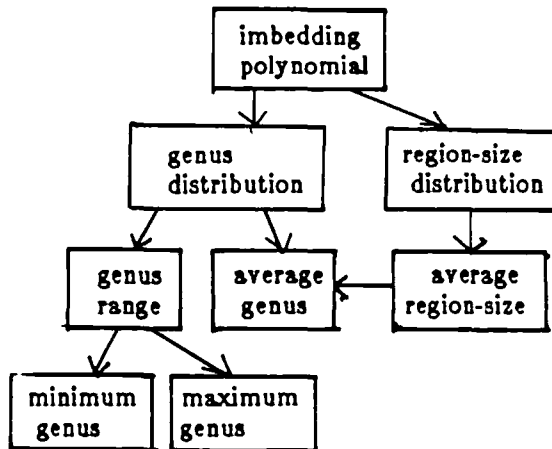 imbedding
polynomial
genus
distribution
region-size
distribution
genus
range
average
genus
average
region-size
minimum
genus
maximum
genus